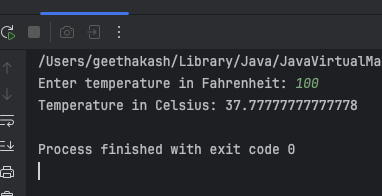 /Users/geethakash/Library/Java/JavaVirtualMa
Enter temperature in Fahrenheit: 100
Temperature in Celsius: 37.77777777777778
Process finished with exit code 0